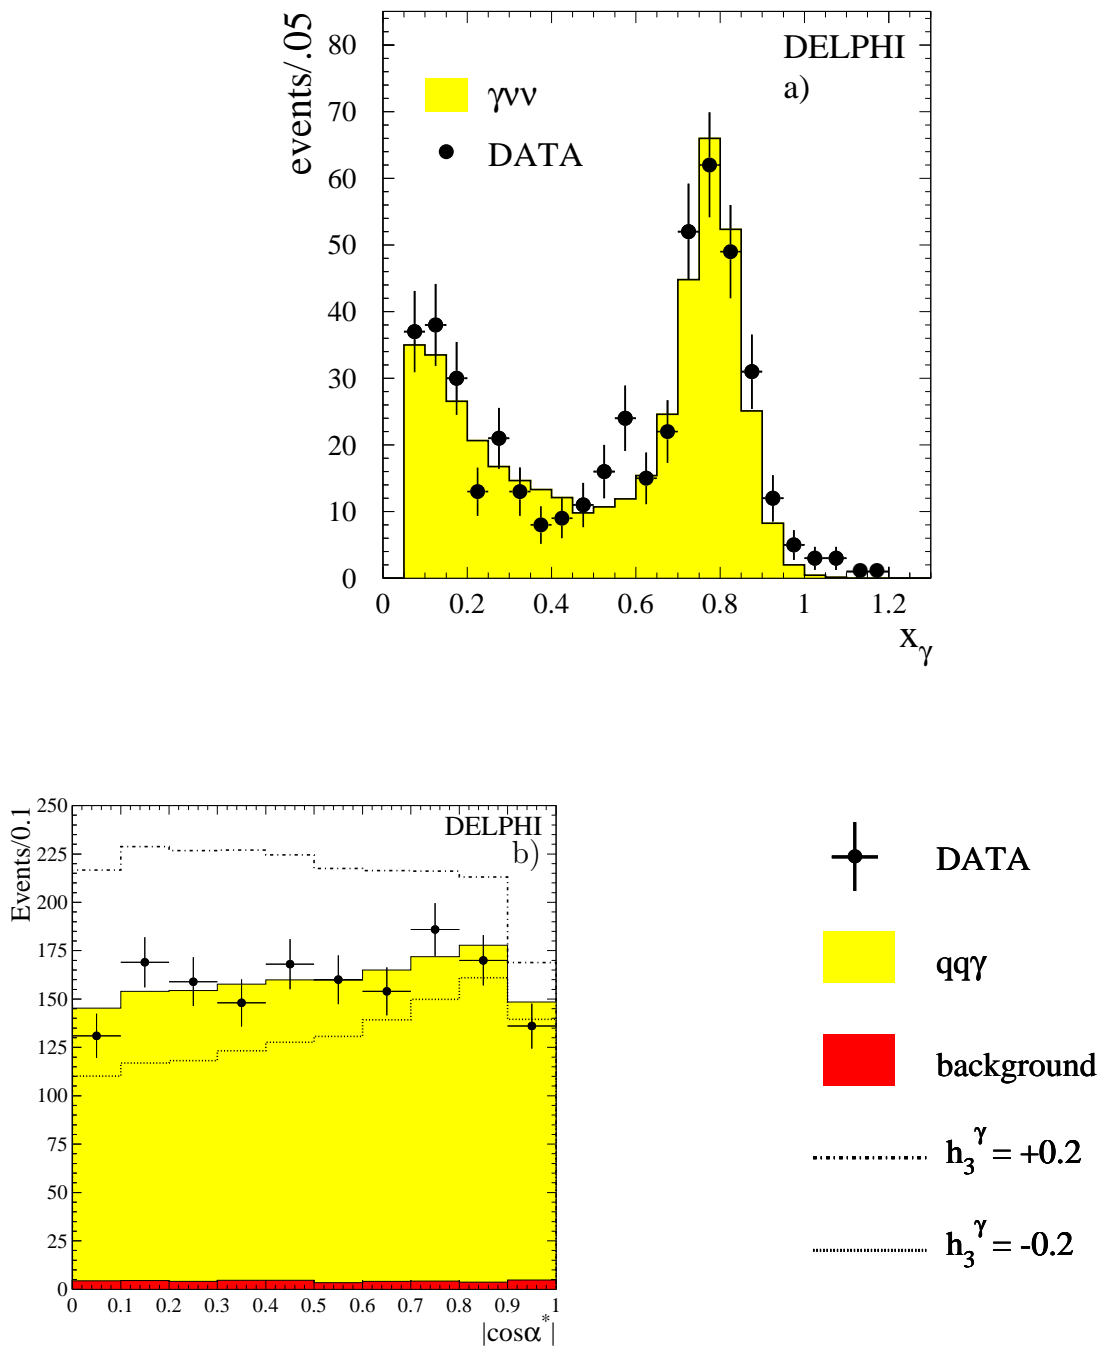 events/.05
80
70
60
50
40
30
20
10
0
DELPHI
a)
γνν
DATA
0 0.2 0.4 0.6 0.8 1 1.2
xγ
Events/0.1
250
225
200
175
150
125
100
75
50
25
0
DELPHI
b)
0 0.1 0.2 0.3 0.4 0.5 0.6 0.7 0.8 0.9 1
|cosα*|
DATA
qqγ
background
h₃^γ = +0.2
h₃^γ = -0.2